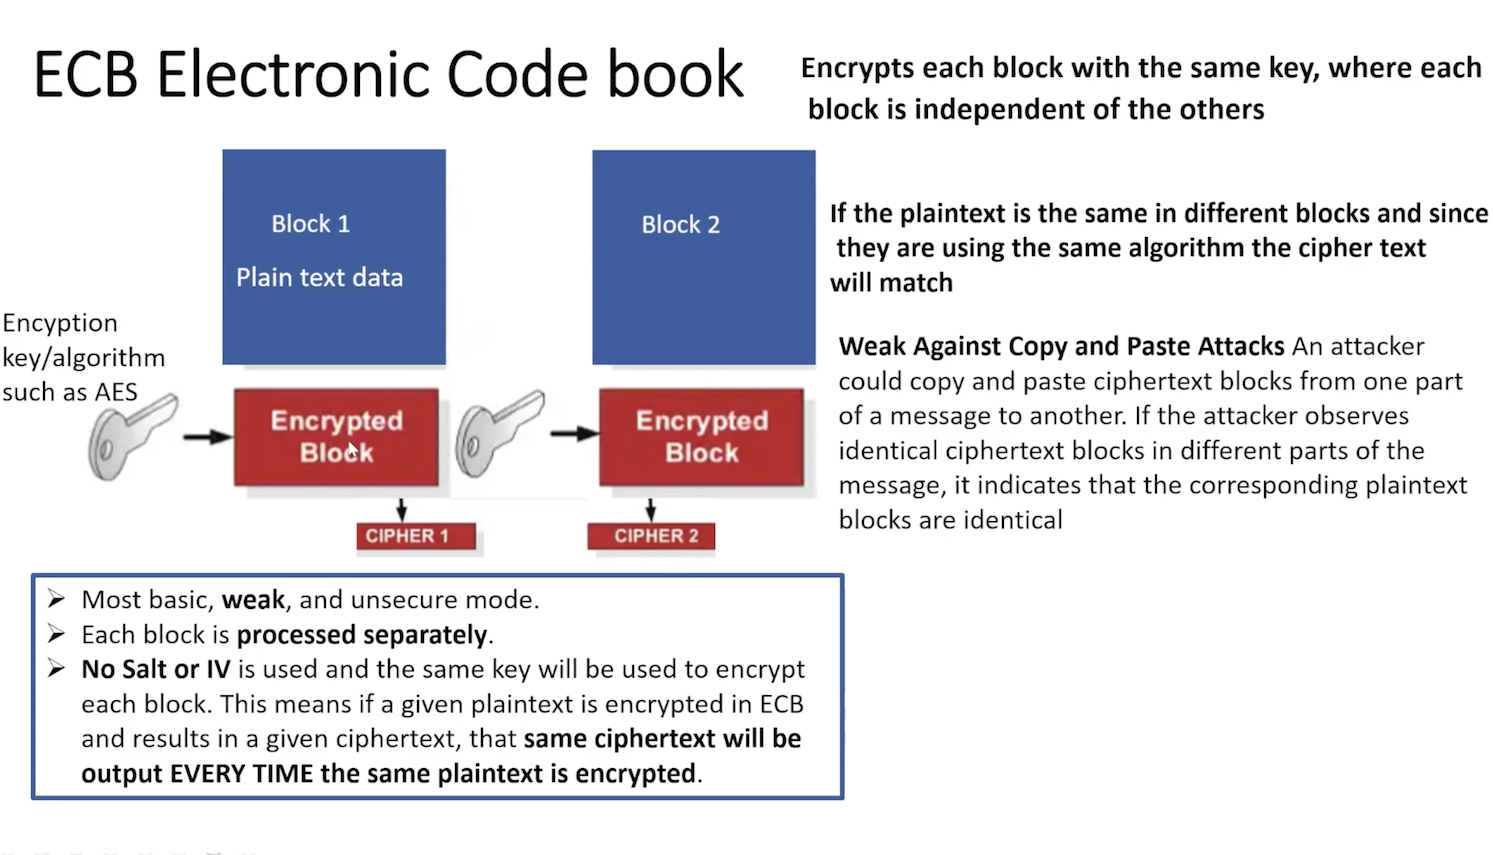 ECB Electronic Code book
Encrypts each block with the same key, where each
block is independent of the others
Block 1
Plain text data
Block 2
If the plaintext is the same in different blocks and since
they are using the same algorithm the cipher text
will match
Encyption
key/algorithm
such as AES
Encrypted
Block
Encrypted
Block
CIPHER 1
CIPHER 2
Weak Against Copy and Paste Attacks An attacker
could copy and paste ciphertext blocks from one part
of a message to another. If the attacker observes
identical ciphertext blocks in different parts of the
message, it indicates that the corresponding plaintext
blocks are identical
Most basic, weak, and unsecure mode.
Each block is processed separately.
No Salt or IV is used and the same key will be used to encrypt
each block. This means if a given plaintext is encrypted in ECB
and results in a given ciphertext, that same ciphertext will be
output EVERY TIME the same plaintext is encrypted.